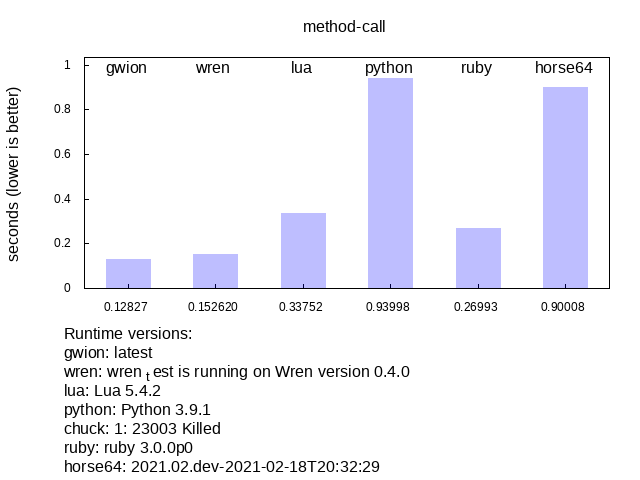 method-call
seconds (lower is better)
1
0.8
0.6
0.4
0.2
0
gwion wren lua python ruby horse64
0.12827 0.152620 0.33752 0.93998 0.26993 0.90008
Runtime versions:
gwion: latest
wren: wren test is running on Wren version 0.4.0
lua: Lua 5.4.2
python: Python 3.9.1
chuck: 1: 23003 Killed
ruby: ruby 3.0.0p0
horse64: 2021.02.dev-2021-02-18T20:32:29